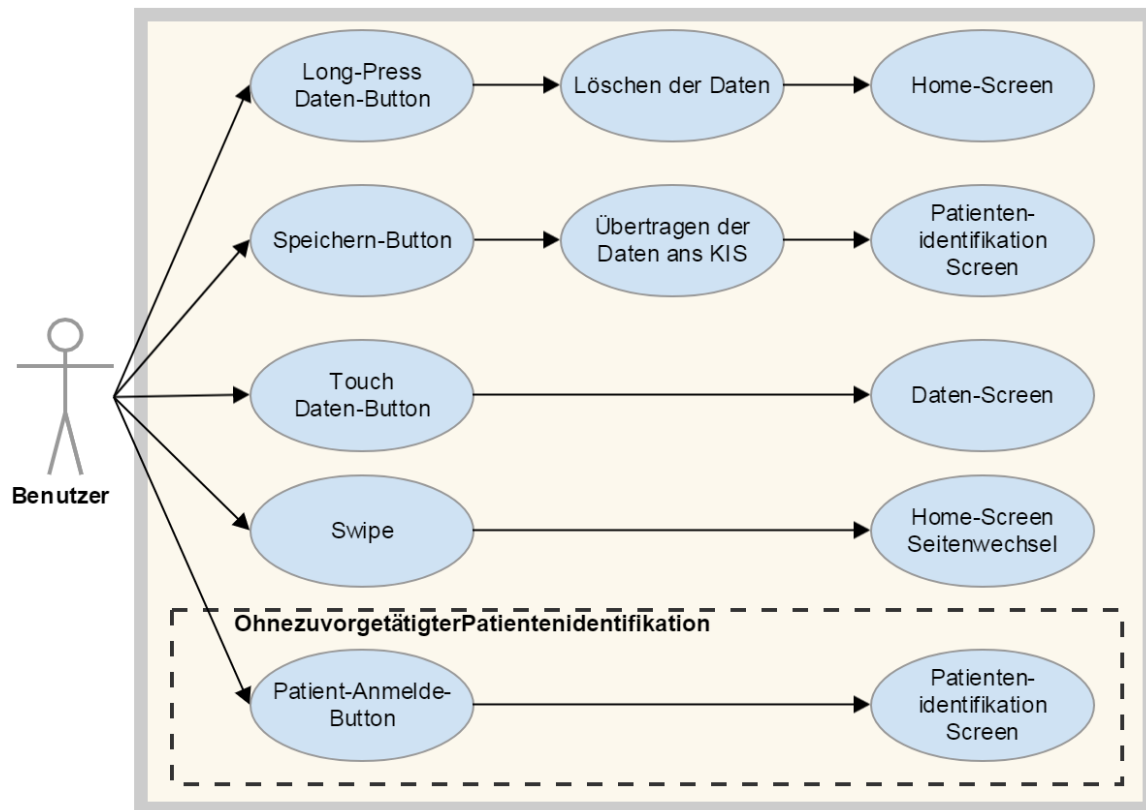 Long-Press
Daten-Button
Löschen der Daten
Home-Screen
Speichern-Button
Übertragen der
Daten ans KIS
Patienten-
identifikation
Screen
Touch
Daten-Button
Daten-Screen
Benutzer
Swipe
Home-Screen
Seitenwechsel
OhnezuvorgetätigterPatientenidentifikation
Patient-Anmelde-
Button
Patienten-
identifikation
Screen